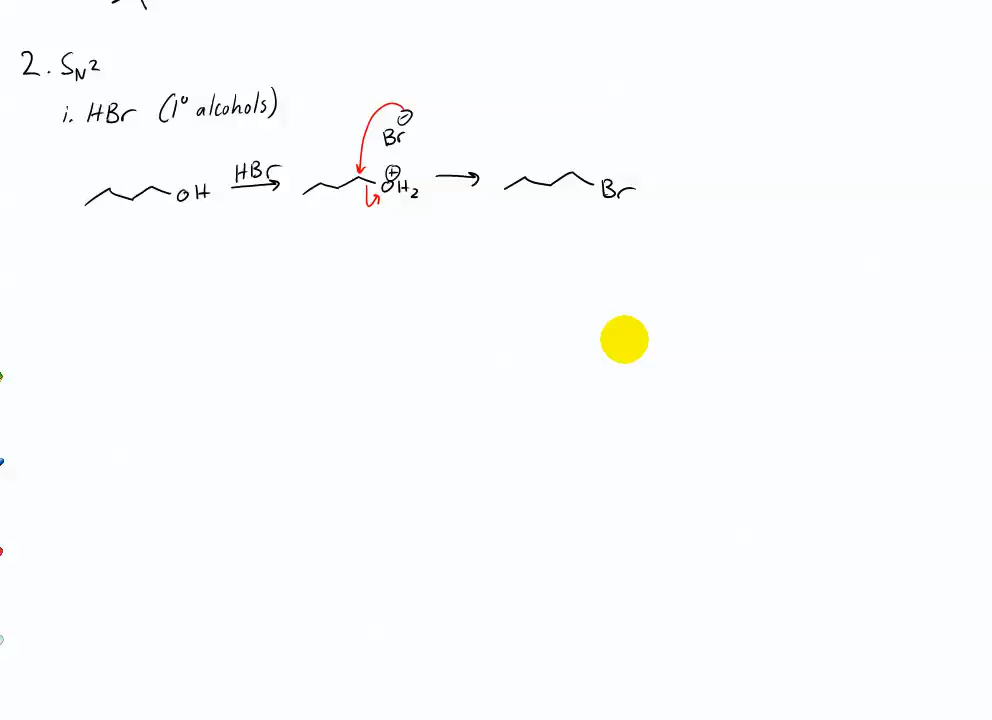 2. SN2
i. HBr (1° alcohols)
⊖
Br
OH HBr ⊕ OH2 Br